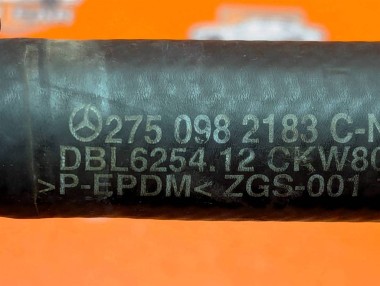 275 098 2183 C-N
DBL6254.12 CKW80
>P-EPDM< ZGS-001